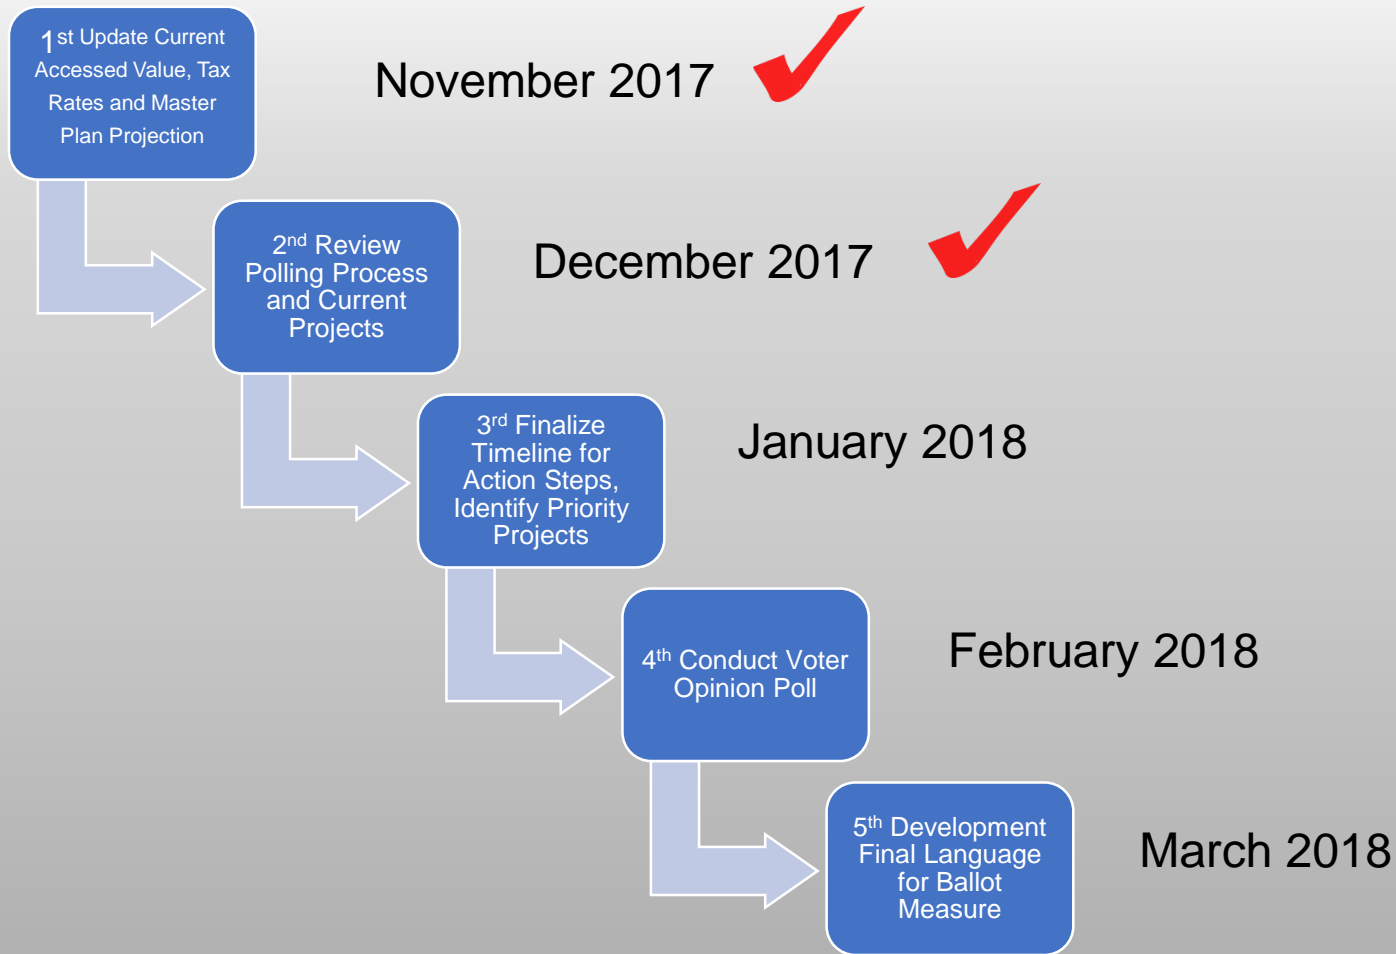 1st Update Current
Accessed Value, Tax
Rates and Master
Plan Projection
November 2017
2nd Review
Polling Process
and Current
Projects
December 2017
3rd Finalize
Timeline for
Action Steps,
Identify Priority
Projects
January 2018
4th Conduct Voter
Opinion Poll
February 2018
5th Development
Final Language
for Ballot
Measure
March 2018